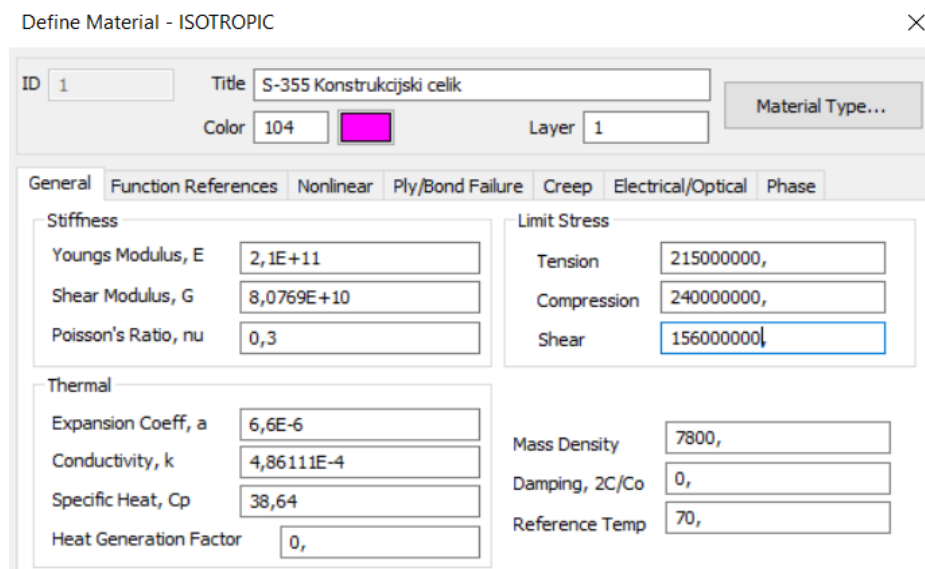 Define Material - ISOTROPIC
ID 1 Title S-355 Konstrukcijski celik
Material Type...
Color 104 Layer 1
General Function References Nonlinear Ply/Bond Failure Creep Electrical/Optical Phase
Stiffness
Youngs Modulus, E 2,1E+11
Shear Modulus, G 8,0769E+10
Poisson's Ratio, nu 0,3
Limit Stress
Tension 215000000,
Compression 240000000,
Shear 156000000,
Thermal
Expansion Coeff, a 6,6E-6
Conductivity, k 4,86111E-4
Specific Heat, Cp 38,64
Heat Generation Factor 0,
Mass Density 7800,
Damping, 2C/Co 0,
Reference Temp 70,